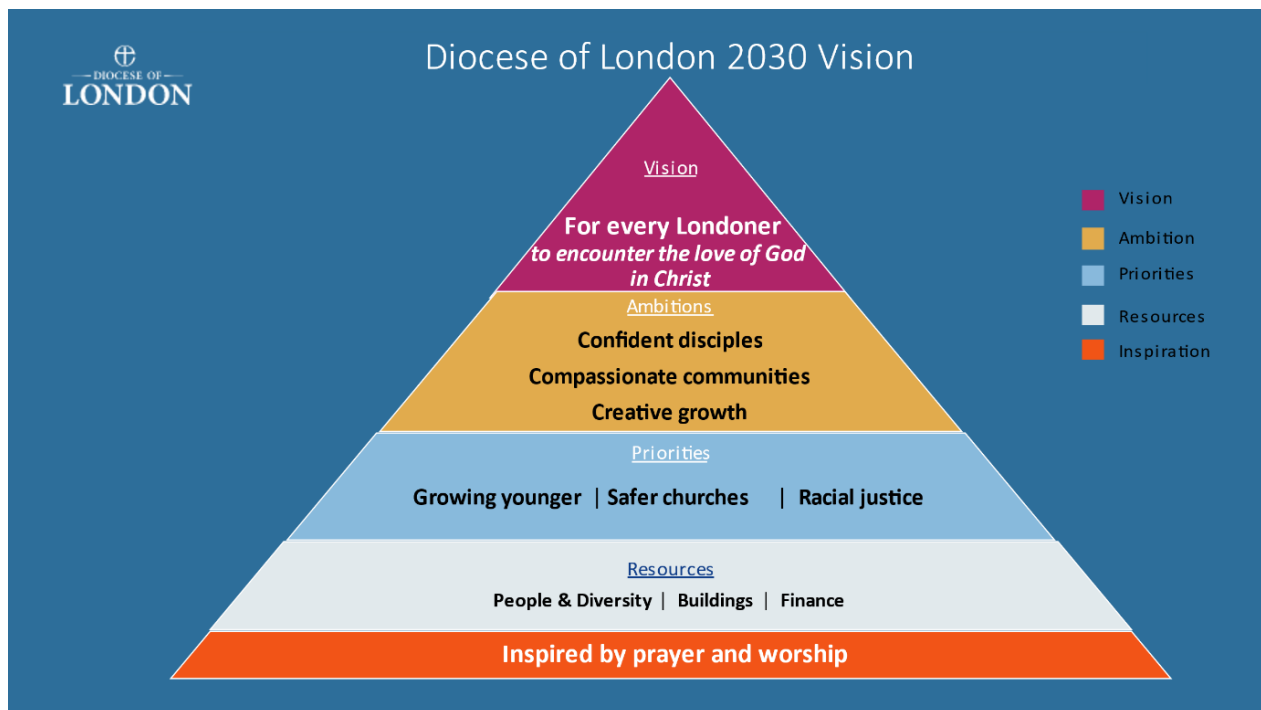 Diocese of London 2030 Vision
DIOCESE OF
LONDON
Vision
For every Londoner
to encounter the love of God
in Christ
Ambitions
Confident disciples
Compassionate communities
Creative growth
Priorities
Growing younger | Safer churches | Racial justice
Resources
People & Diversity | Buildings | Finance
Inspired by prayer and worship
Vision
Ambition
Priorities
Resources
Inspiration